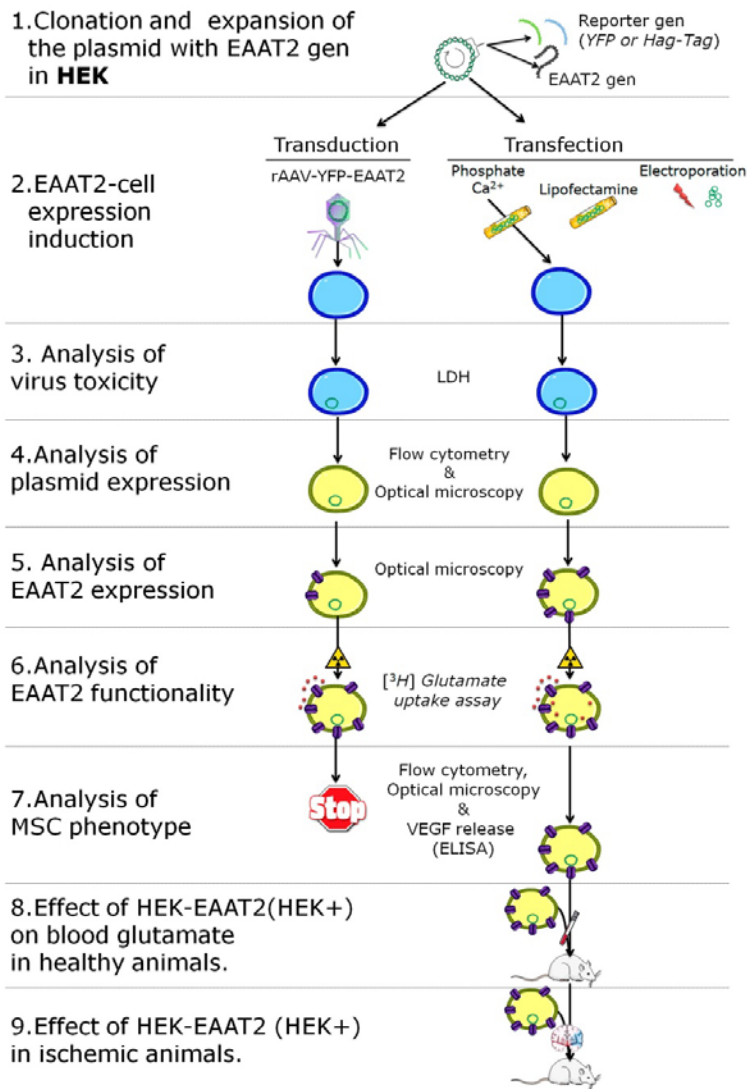 1.Clonation and expansion of
the plasmid with EAAT2 gen
in HEK
Reporter gen
(YFP or Hag-Tag)
EAAT2 gen
2.EAAT2-cell
expression
induction
Transduction
rAAV-YFP-EAAT2
Transfection
Phosphate
Ca2+
Lipofectamine
Electroporation
3. Analysis of
virus toxicity
LDH
4.Analysis of
plasmid expression
Flow cytometry
&
Optical microscopy
5. Analysis of
EAAT2 expression
Optical microscopy
6.Analysis of
EAAT2 functionality
[³H] Glutamate
uptake assay
7.Analysis of
MSC phenotype
Stop
Flow cytometry,
Optical microscopy
&
VEGF release
(ELISA)
8.Effect of HEK-EAAT2(HEK+)
on blood glutamate
in healthy animals.
9.Effect of HEK-EAAT2 (HEK+)
in ischemic animals.